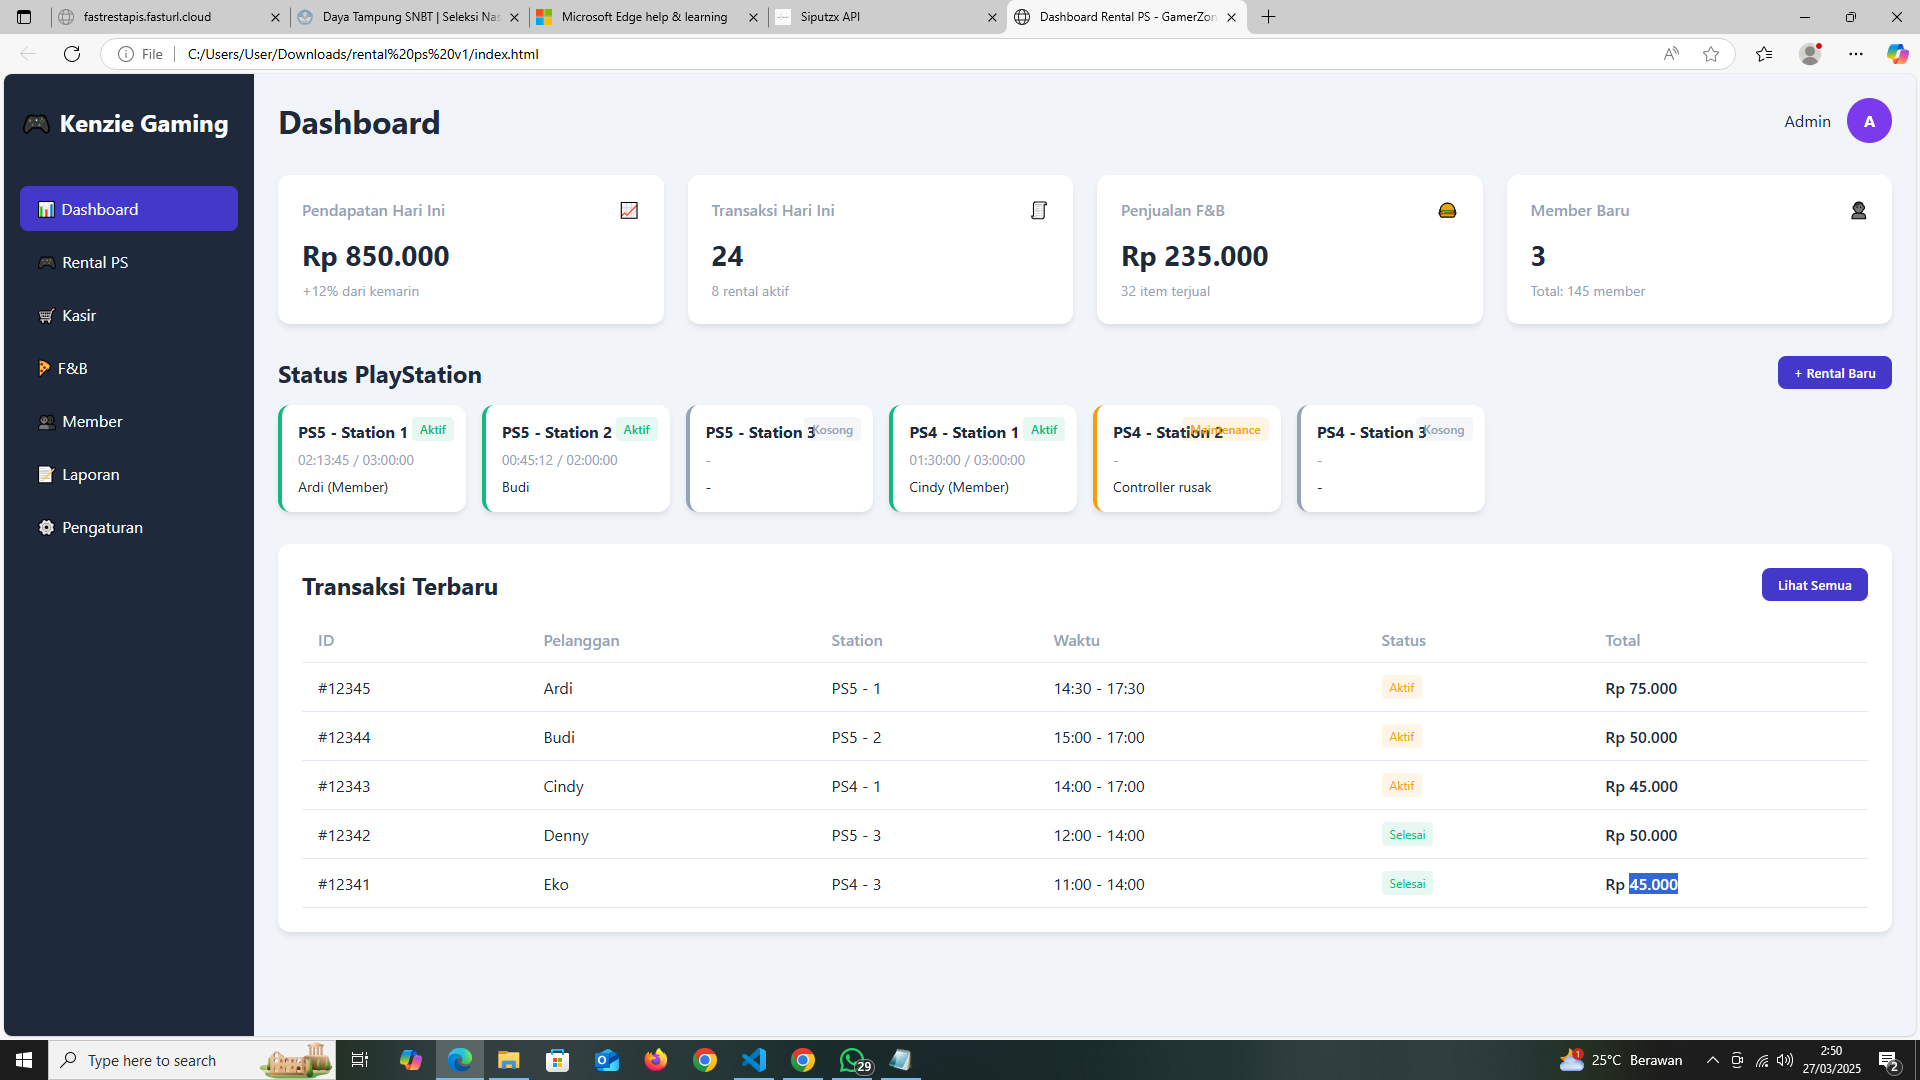 fastrestapis.fasturl.cloud
Daya Tampung SNBT | Seleksi Nas
Microsoft Edge help & learning
Siputzx API
Dashboard Rental PS - GamerZon
File
C:/Users/User/Downloads/rental%20ps%20v1/index.html
Kenzie Gaming
Dashboard
Rental PS
Kasir
F&B
Member
Laporan
Pengaturan
Dashboard
Admin
A
Pendapatan Hari Ini
Rp 850.000
+12% dari kemarin
Transaksi Hari Ini
24
8 rental aktif
Penjualan F&B
Rp 235.000
32 item terjual
Member Baru
3
Total: 145 member
Status PlayStation
+ Rental Baru
PS5 - Station 1
Aktif
02:13:45 / 03:00:00
Ardi (Member)
PS5 - Station 2
Aktif
00:45:12 / 02:00:00
Budi
PS5 - Station 3
Kosong
-
-
PS4 - Station 1
Aktif
01:30:00 / 03:00:00
Cindy (Member)
PS4 - Station 2
Maintenance
-
Controller rusak
PS4 - Station 3
Kosong
-
-
Transaksi Terbaru
Lihat Semua
ID Pelanggan Station Waktu Status Total
#12345 Ardi PS5 - 1 14:30 - 17:30 Aktif Rp 75.000
#12344 Budi PS5 - 2 15:00 - 17:00 Aktif Rp 50.000
#12343 Cindy PS4 - 1 14:00 - 17:00 Aktif Rp 45.000
#12342 Denny PS5 - 3 12:00 - 14:00 Selesai Rp 50.000
#12341 Eko PS4 - 3 11:00 - 14:00 Selesai Rp 45.000
Type here to search
29
1
25°C Berawan
2:50
27/03/2025
2